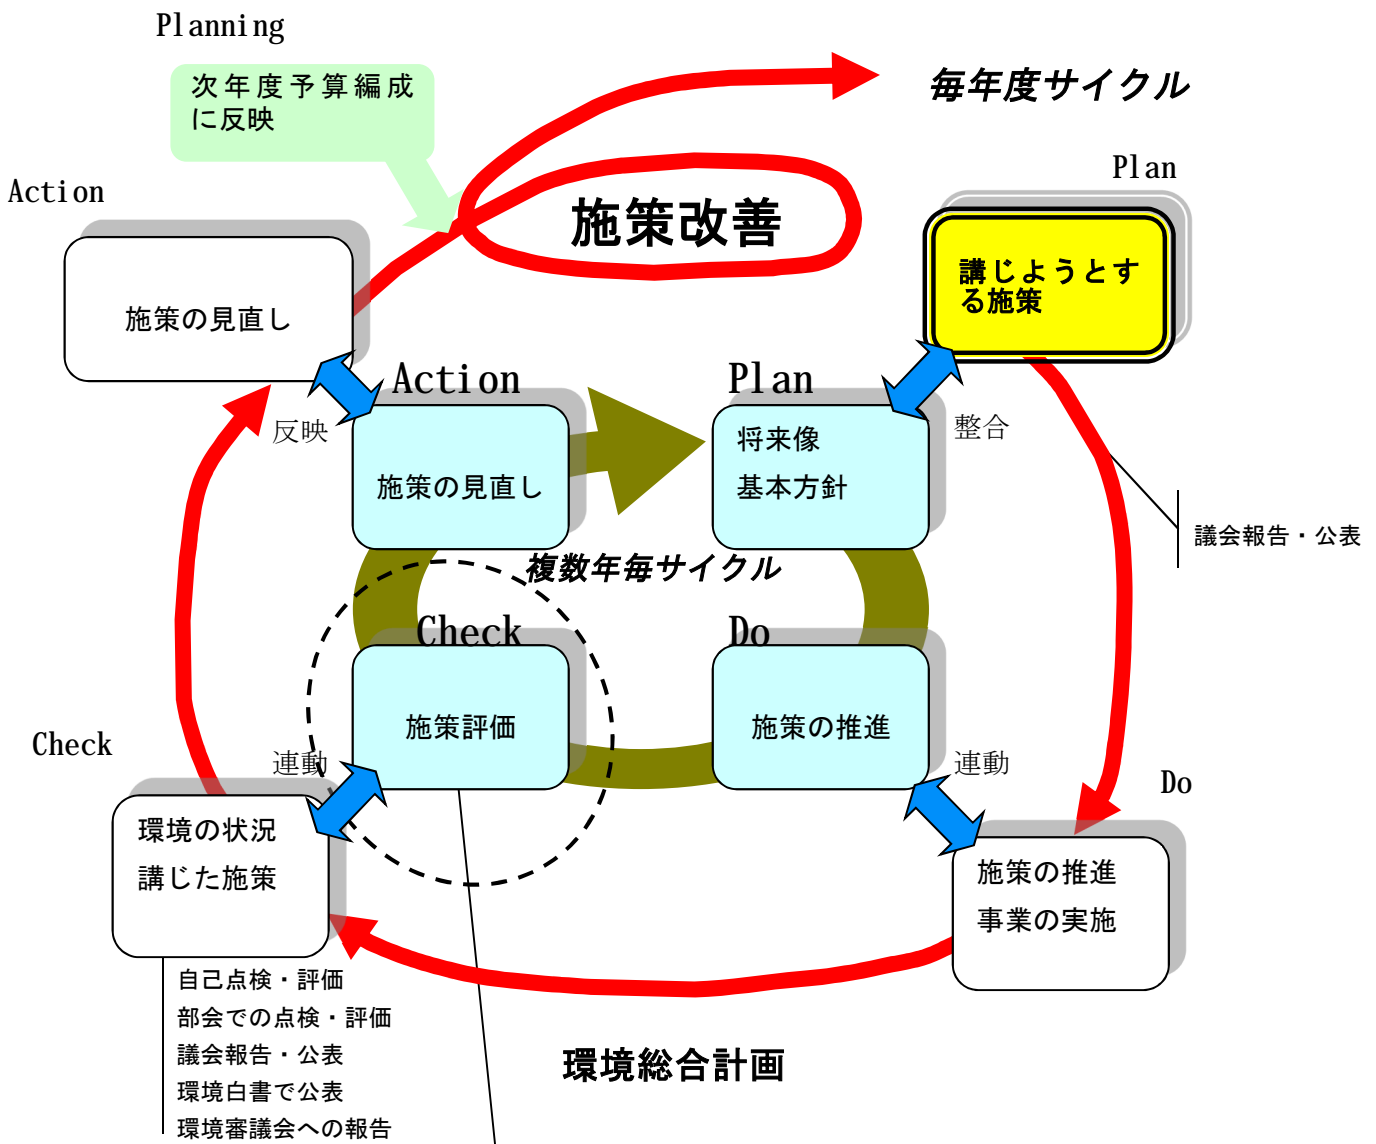 Planning
次年度予算編成
に反映
毎年度サイクル
Plan
Action
施策改善
講じようとす
る施策
施策の見直し
Action
Plan
反映
整合
将来像
基本方針
施策の見直し
議会報告・公表
複数年毎サイクル
Check
Do
施策評価
施策の推進
Check
連動
連動
Do
環境の状況
講じた施策
施策の推進
事業の実施
自己点検・評価
部会での点検・評価
議会報告・公表
環境白書で公表
環境審議会への報告
環境総合計画